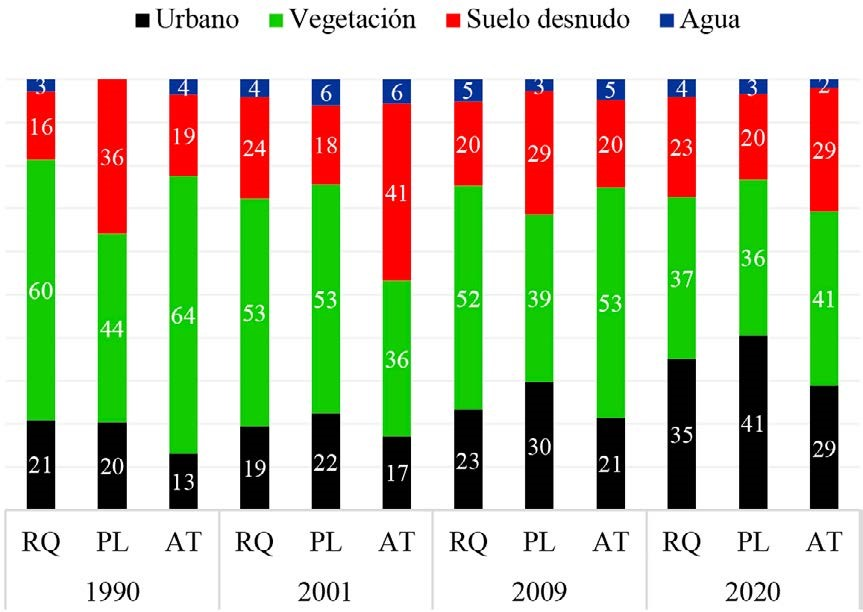 Urbano Vegetación Suelo desnudo Agua
3 4 4 6 6 5 3 5 4 3 2
16 36 19 24 18 41 20 29 20 23 20 29
60 44 64 53 53 36 52 39 53 37 36 41
21 20 13 19 22 17 23 30 21 35 41 29
RQ PL AT RQ PL AT RQ PL AT RQ PL AT
1990 2001 2009 2020